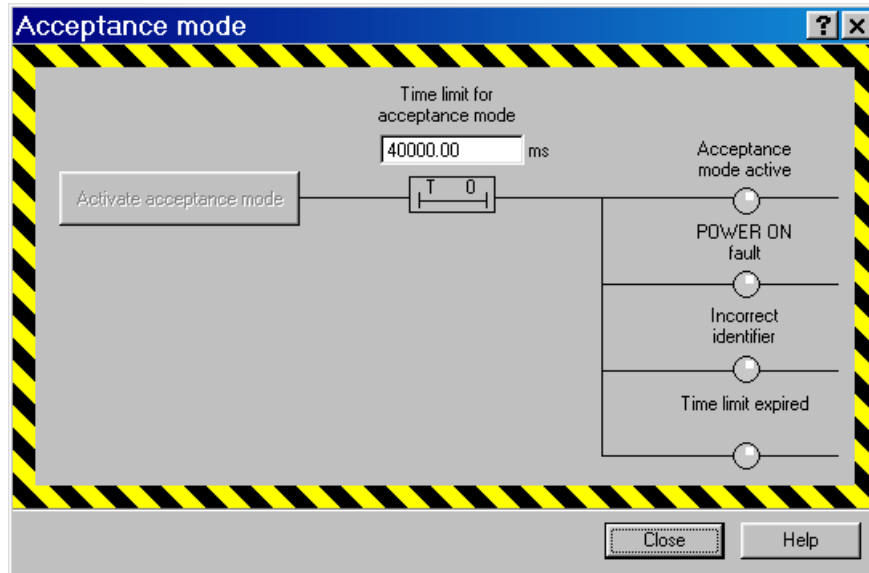 Acceptance mode
Time limit for
acceptance mode
40000.00 ms
Activate acceptance mode
T 0
Acceptance
mode active
POWER ON
fault
Incorrect
identifier
Time limit expired
Close
Help